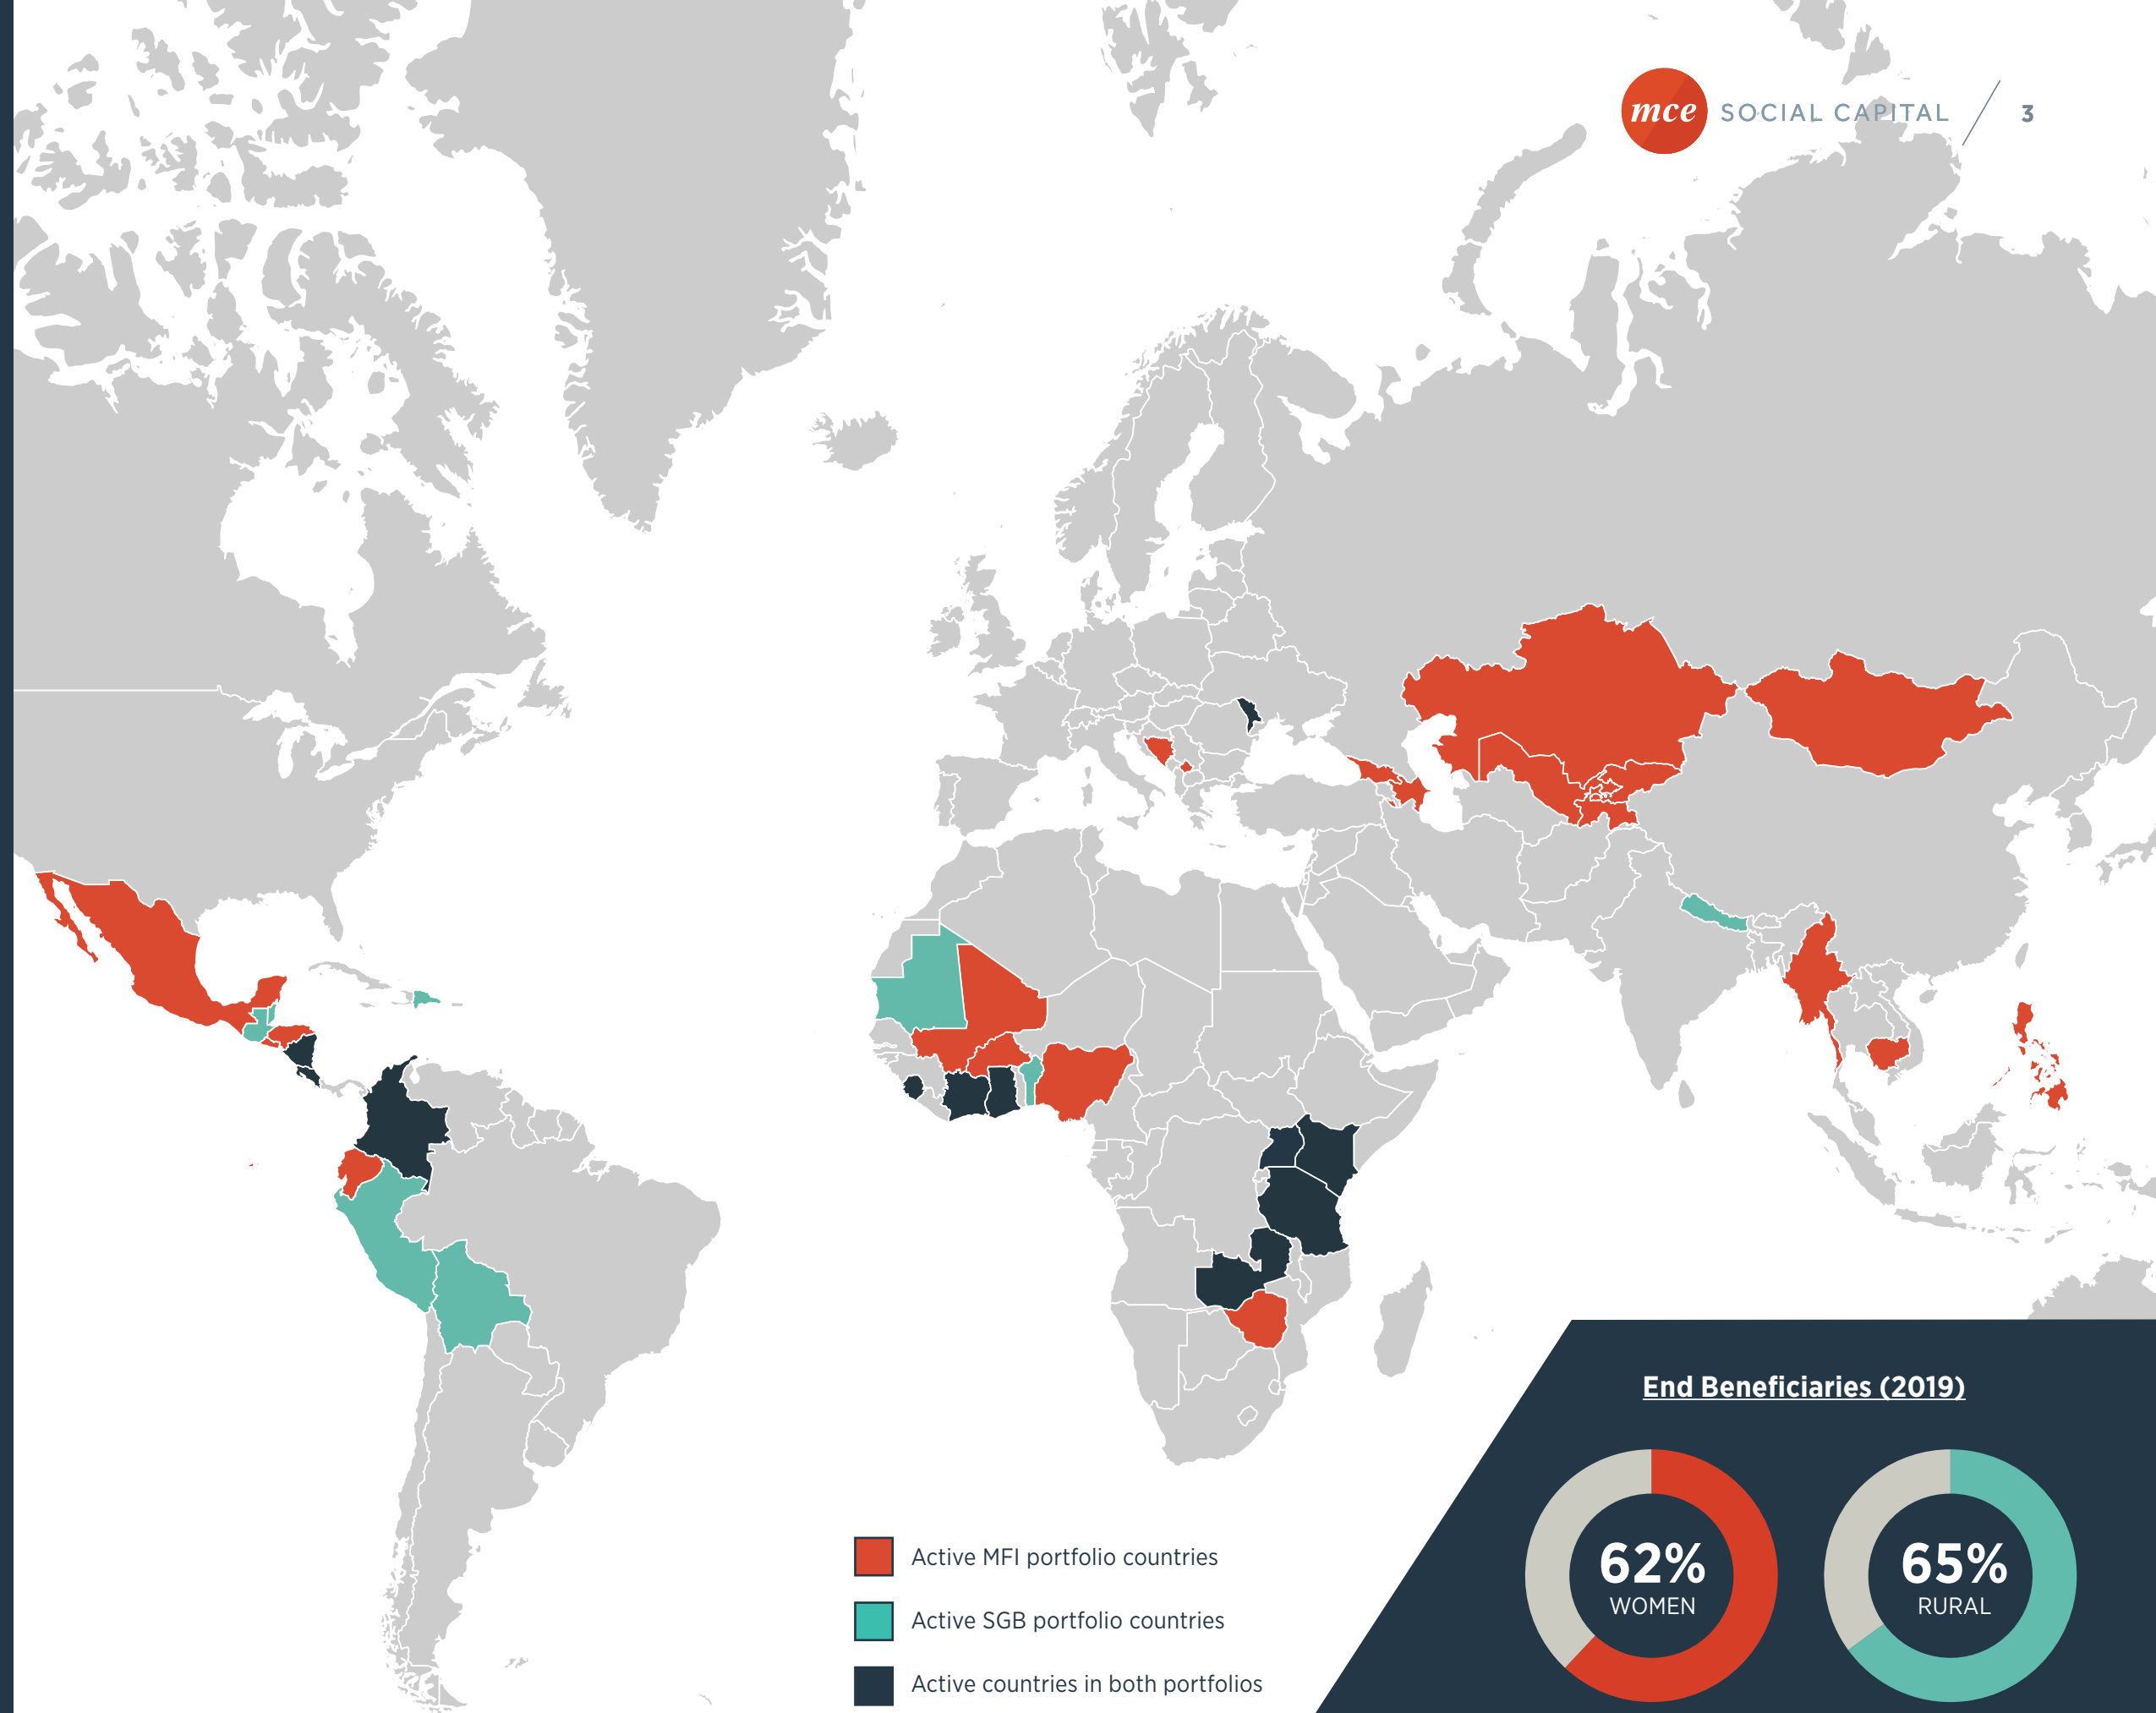 mce SOCIAL CAPITAL / 3
End Beneficiaries (2019)
62%
WOMEN
65%
RURAL
Active MFI portfolio countries
Active SGB portfolio countries
Active countries in both portfolios